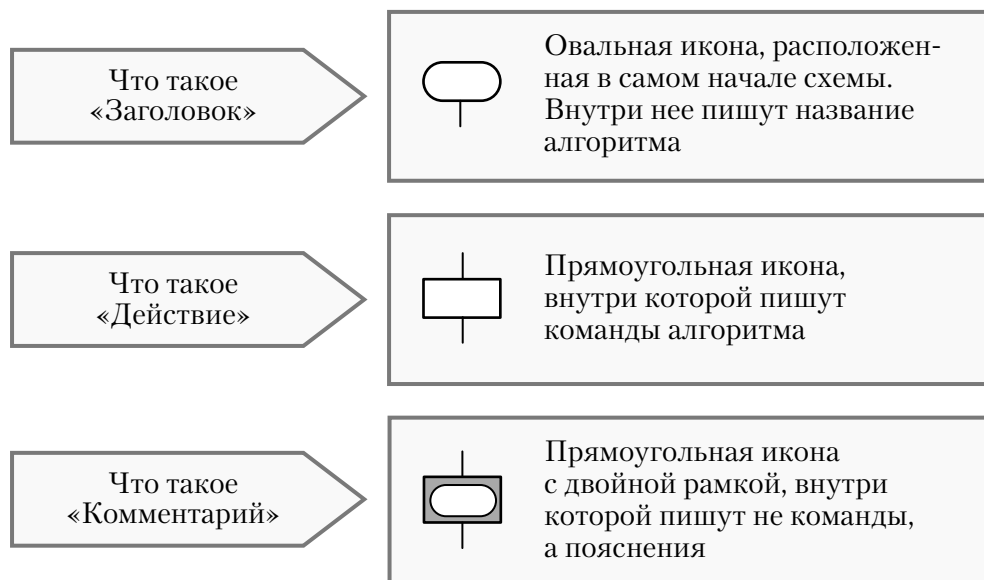 Что такое
«Заголовок»
Овальная икона, расположен-
ная в самом начале схемы.
Внутри нее пишут название
алгоритма
Что такое
«Действие»
Прямоугольная икона,
внутри которой пишут
команды алгоритма
Что такое
«Комментарий»
Прямоугольная икона
с двойной рамкой, внутри
которой пишут не команды,
а пояснения